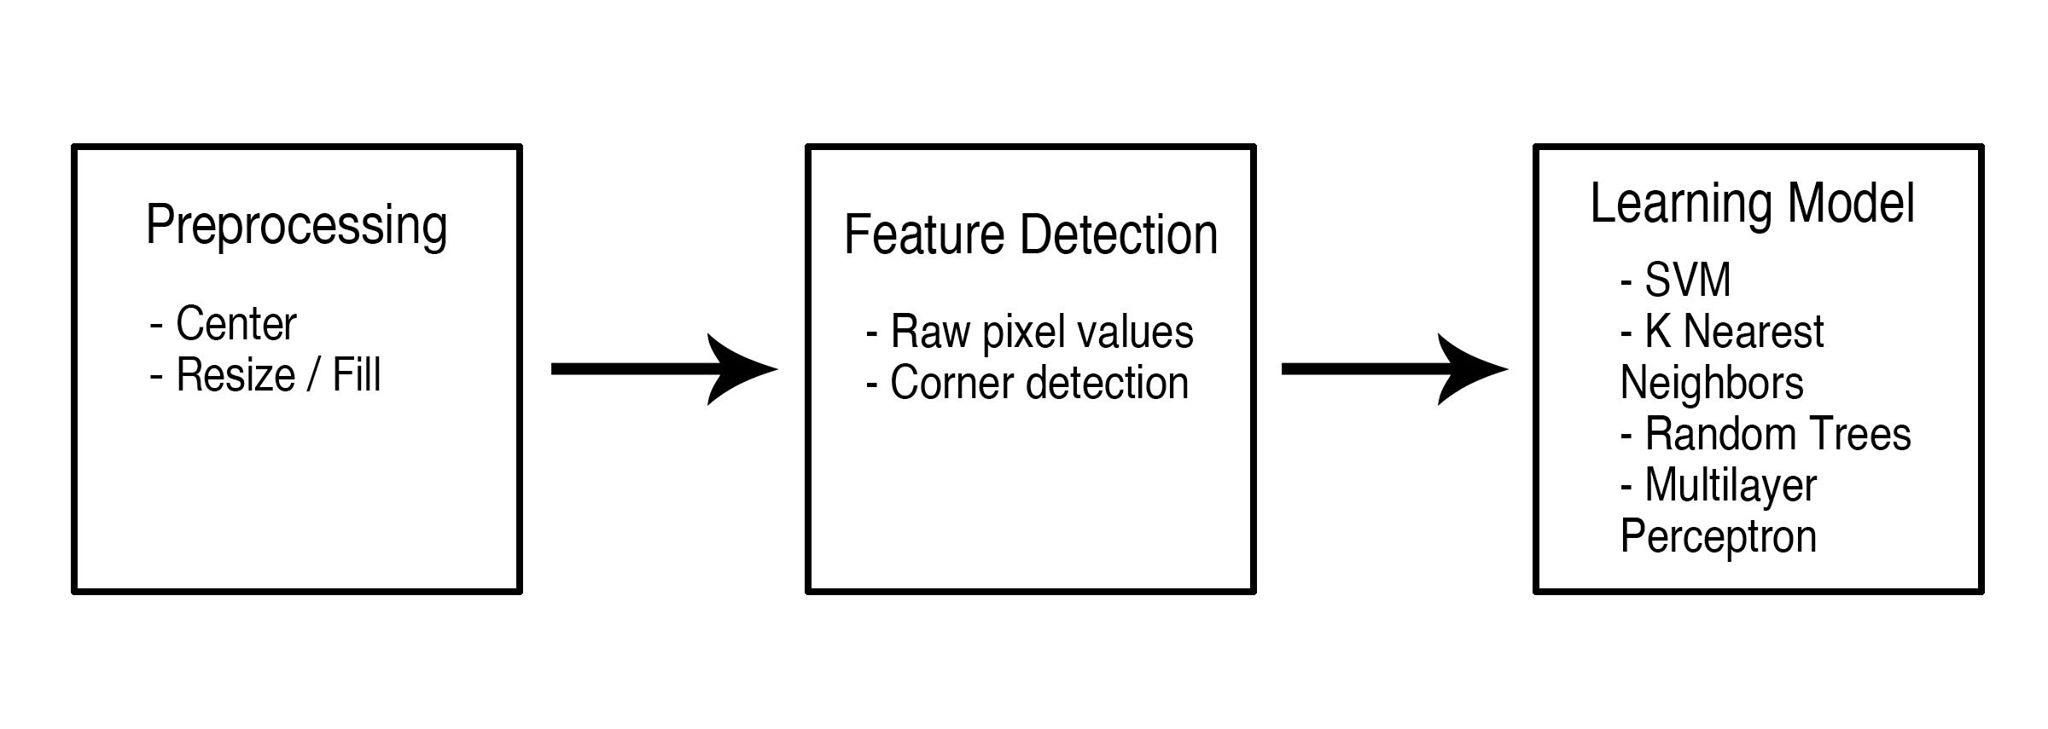 Preprocessing
- Center
- Resize / Fill
Feature Detection
- Raw pixel values
- Corner detection
Learning Model
- SVM
- K Nearest
Neighbors
- Random Trees
- Multilayer
Perceptron